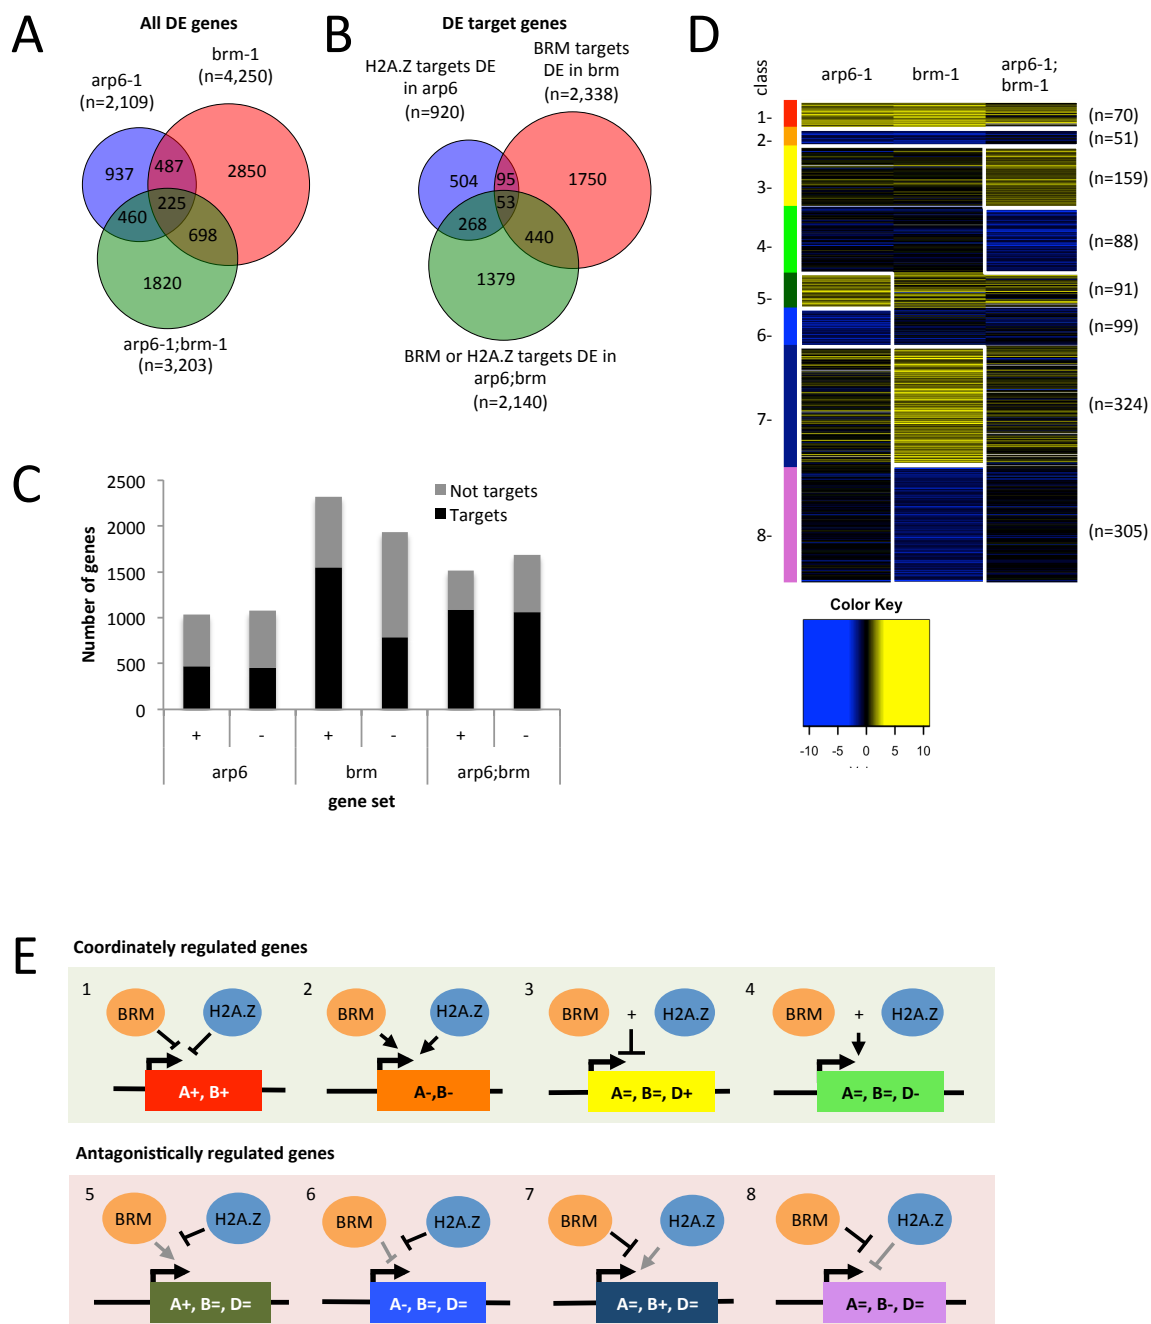 A
All DE genes
arp6-1
(n=2,109)
brm-1
(n=4,250)
937
487
2850
225
460
698
1820
arp6-1;brm-1
(n=3,203)
B
DE target genes
H2A.Z targets DE
in arp6
(n=920)
BRM targets
DE in brm
(n=2,338)
504
95
1750
53
268
440
1379
BRM or H2A.Z targets DE in
arp6;brm
(n=2,140)
C
Number of genes
2500
2000
1500
1000
500
0
Not targets
Targets
+ - + - + -
arp6 brm arp6;brm
gene set
D
class
arp6-1 brm-1 arp6-1;
brm-1
1- (n=70)
2- (n=51)
3- (n=159)
4- (n=88)
5- (n=91)
6- (n=99)
7- (n=324)
8- (n=305)
Color Key
-10 -5 0 5 10
E
Coordinately regulated genes
1 BRM H2A.Z
A+, B+
2 BRM H2A.Z
A-,B-
3 BRM + H2A.Z
A=, B=, D+
4 BRM + H2A.Z
A=, B=, D-
Antagonistically regulated genes
5 BRM H2A.Z
A+, B=, D=
6 BRM H2A.Z
A-, B=, D=
7 BRM H2A.Z
A=, B+, D=
8 BRM H2A.Z
A=, B-, D=